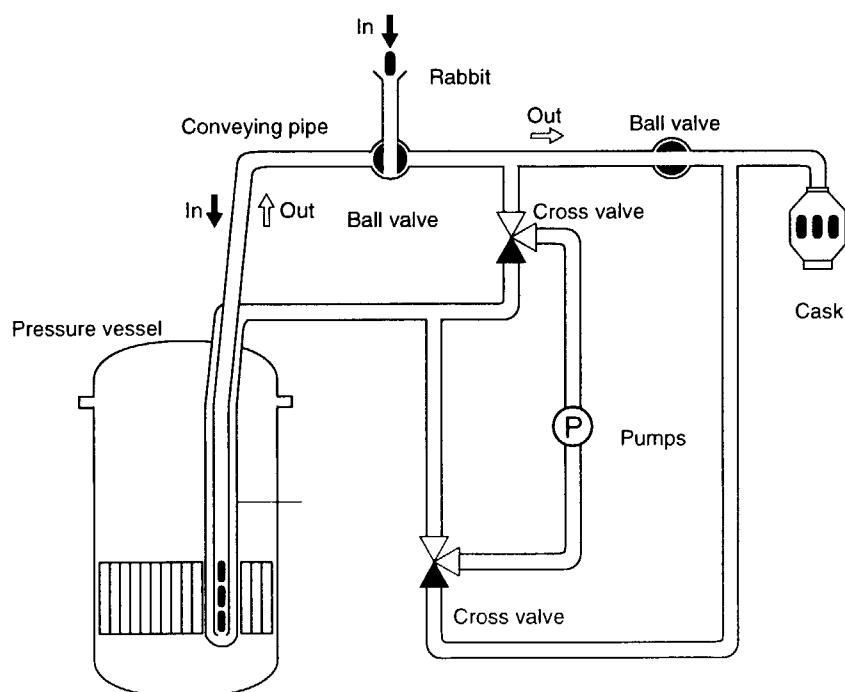 In
Rabbit
Out
Conveying pipe
Ball valve
In
Out
Ball valve
Cross valve
Cask
Pressure vessel
P
Pumps
Cross valve